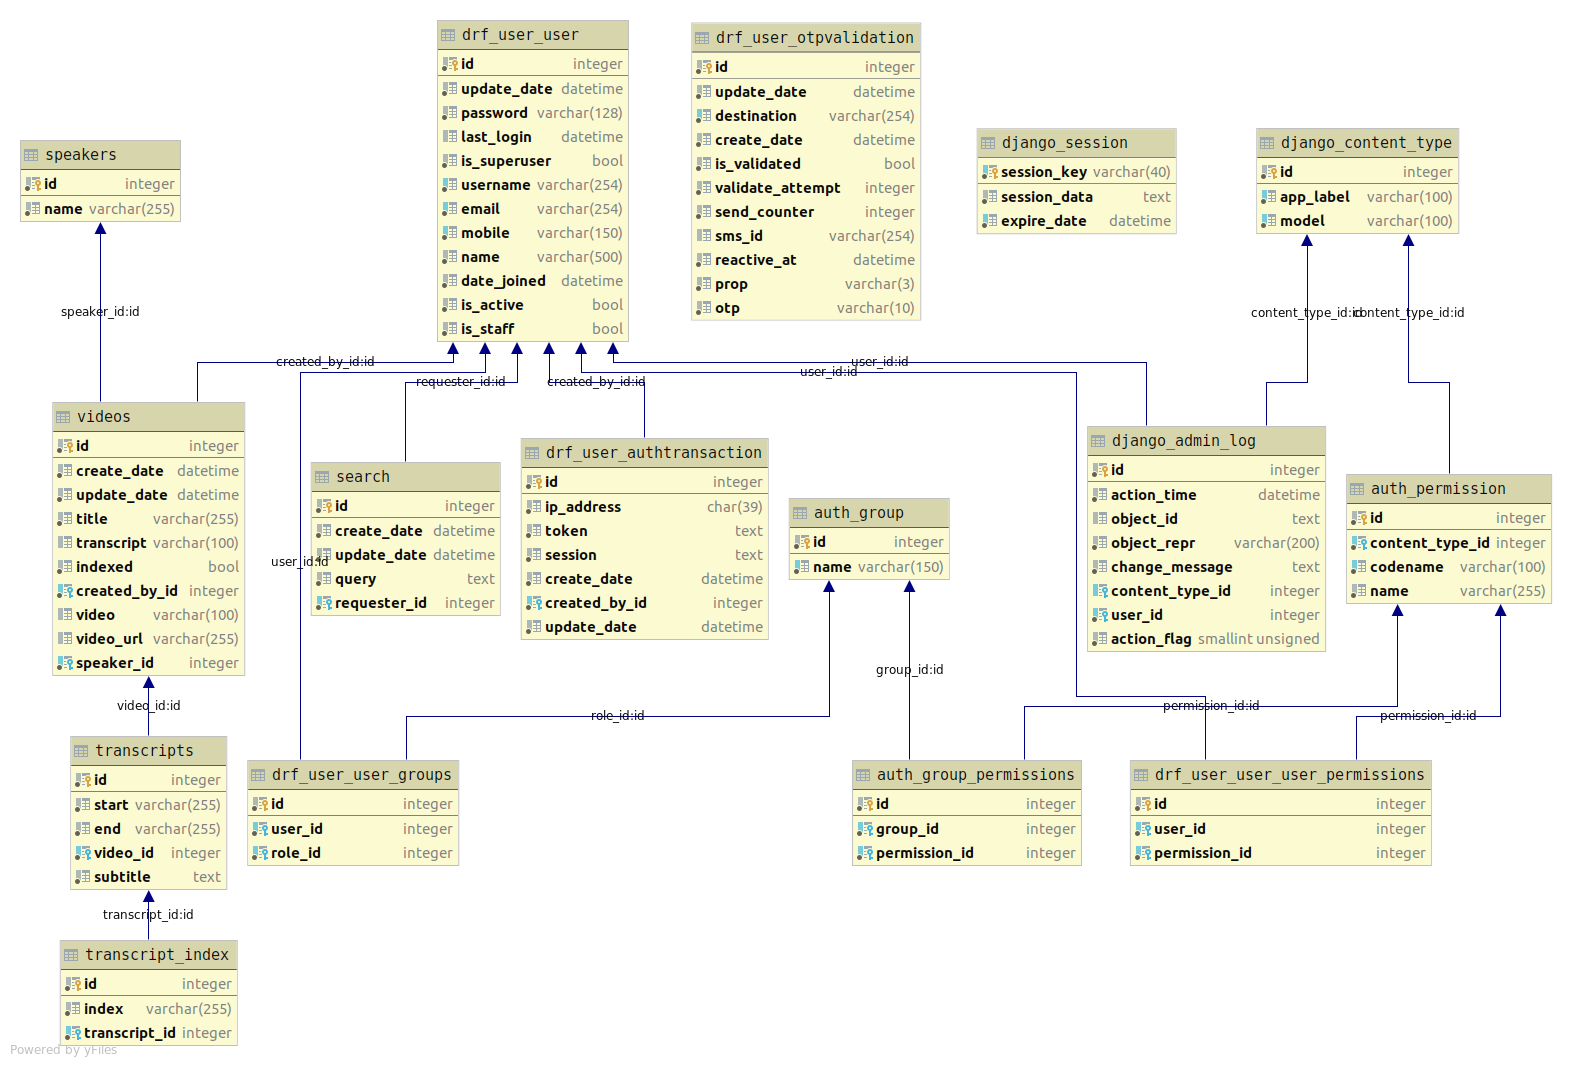 drf_user_user
id integer
update_date datetime
password varchar(128)
last_login datetime
is_superuser bool
username varchar(254)
email varchar(254)
mobile varchar(150)
name varchar(500)
date_joined datetime
is_active bool
is_staff bool
drf_user_otpvalidation
id integer
update_date datetime
destination varchar(254)
create_date datetime
is_validated bool
validate_attempt integer
send_counter integer
sms_id varchar(254)
reactive_at datetime
prop varchar(3)
otp varchar(10)
django_session
session_key varchar(40)
session_data text
expire_date datetime
django_content_type
id integer
app_label varchar(100)
model varchar(100)
speakers
id integer
name varchar(255)
speaker_id:id
content_type_id:id
content_type_id:id
created_by_id:id
requester_id:id
created_by_id:id
user_id:id
user_id:id
videos
id integer
create_date datetime
update_date datetime
title varchar(255)
transcript varchar(100)
indexed bool
created_by_id integer
video varchar(100)
video_url varchar(255)
speaker_id integer
search
id integer
create_date datetime
update_date datetime
query text
requester_id integer
user_id:id
drf_user_authtransaction
id integer
ip_address char(39)
token text
session text
create_date datetime
created_by_id integer
update_date datetime
auth_group
id integer
name varchar(150)
django_admin_log
id integer
action_time datetime
object_id text
object_repr varchar(200)
change_message text
content_type_id integer
user_id integer
action_flag smallint unsigned
auth_permission
id integer
content_type_id integer
codename varchar(100)
name varchar(255)
group_id:id
video_id:id
role_id:id
permission_id:id
permission_id:id
transcripts
id integer
start varchar(255)
end varchar(255)
video_id integer
subtitle text
drf_user_user_groups
id integer
user_id integer
role_id integer
auth_group_permissions
id integer
group_id integer
permission_id integer
drf_user_user_user_permissions
id integer
user_id integer
permission_id integer
transcript_id:id
transcript_index
id integer
index varchar(255)
transcript_id integer
Powered by yFiles